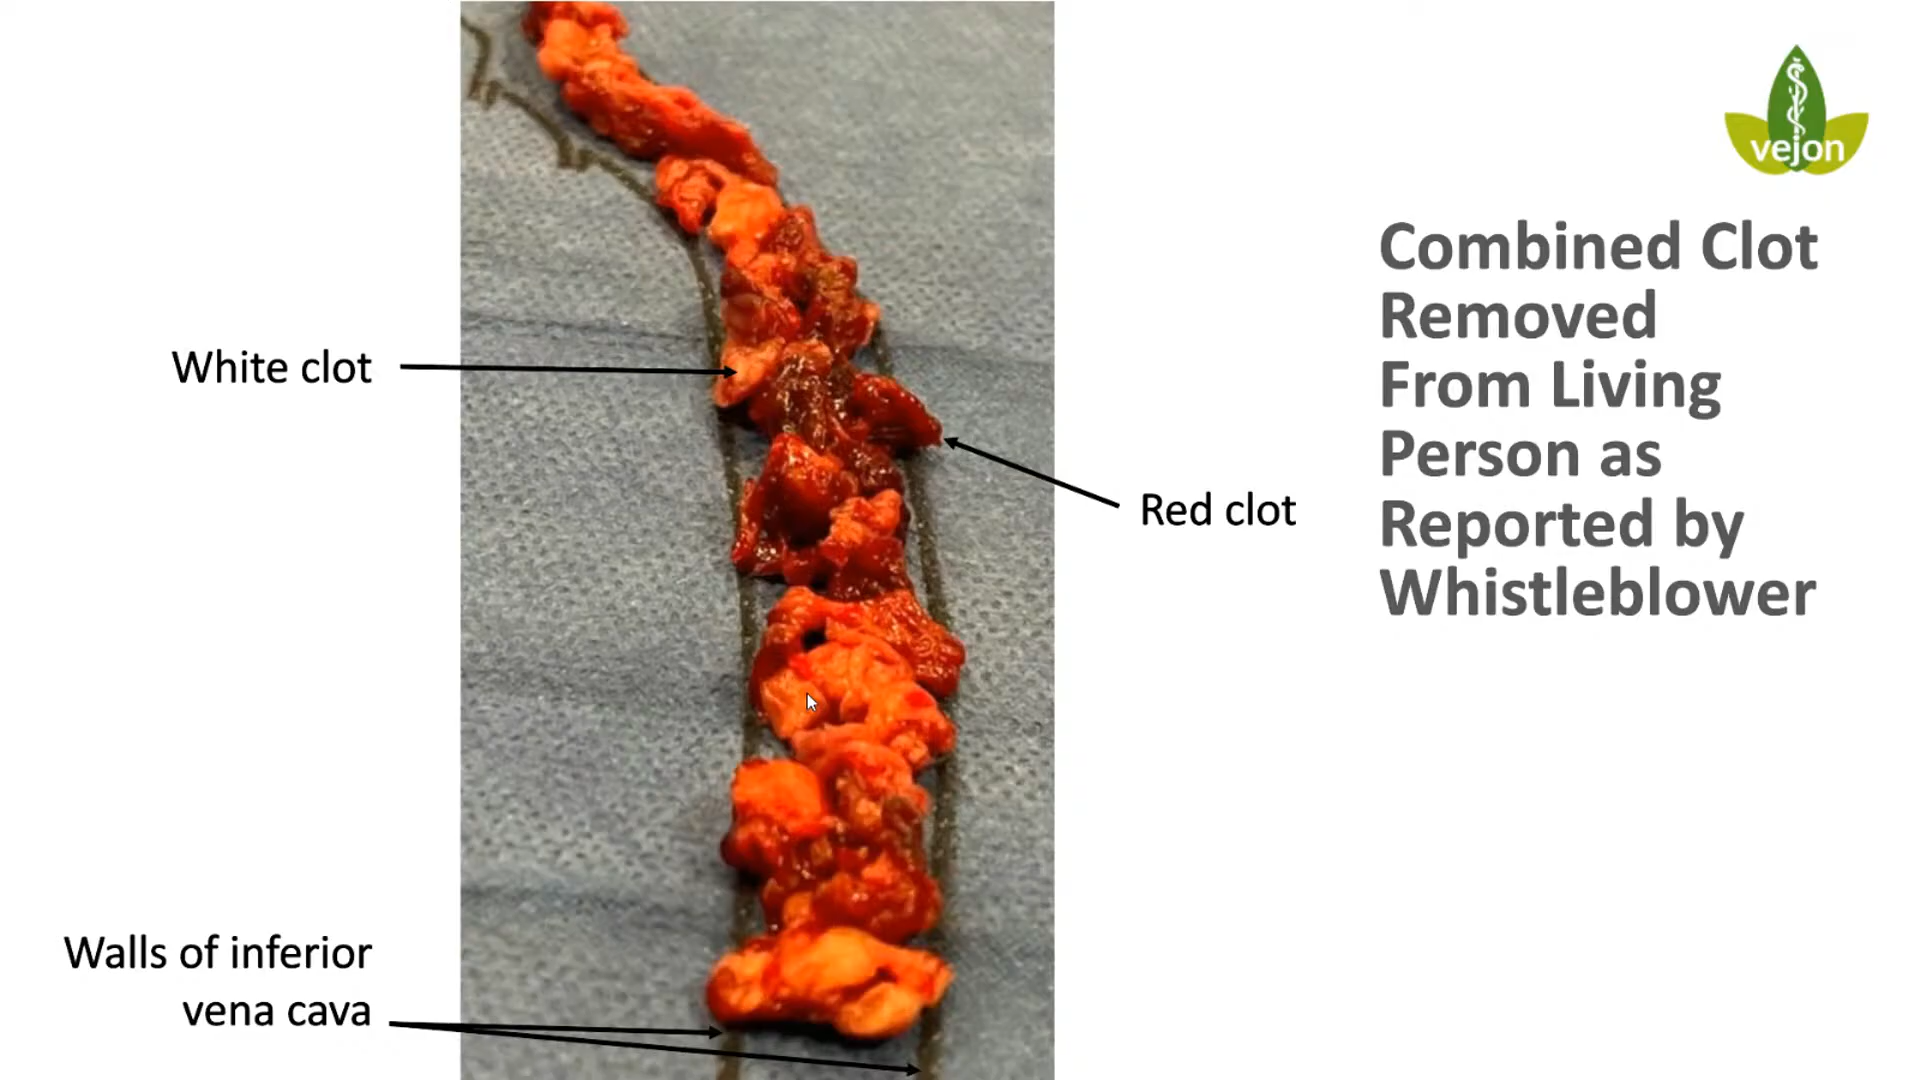 vejon
Combined Clot
Removed
From Living
Person as
Reported by
Whistleblower
White clot
Red clot
Walls of inferior
vena cava